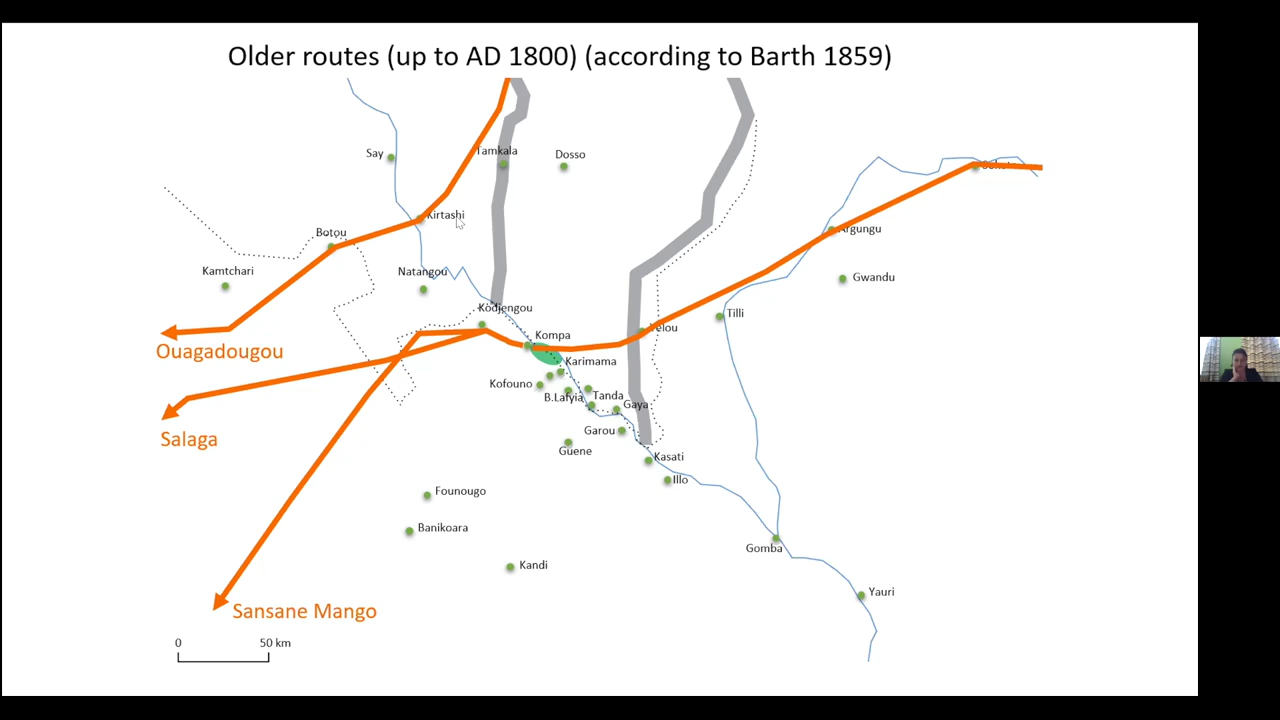 Older routes (up to AD 1800) (according to Barth 1859)
Say
Tamkala
Dosso
Kirtashi
Botou
Argungu
Kamtchari
Natangou
Gwandu
Kodjengou
Tilli
Kompa
Yelou
Ouagadougou
Karimama
Kofouno
B.Lafyia
Tanda
Gaya
Salaga
Garou
Guene
Kasati
Illo
Founougo
Banikoara
Gomba
Kandi
Yauri
Sansane Mango
0 50 km